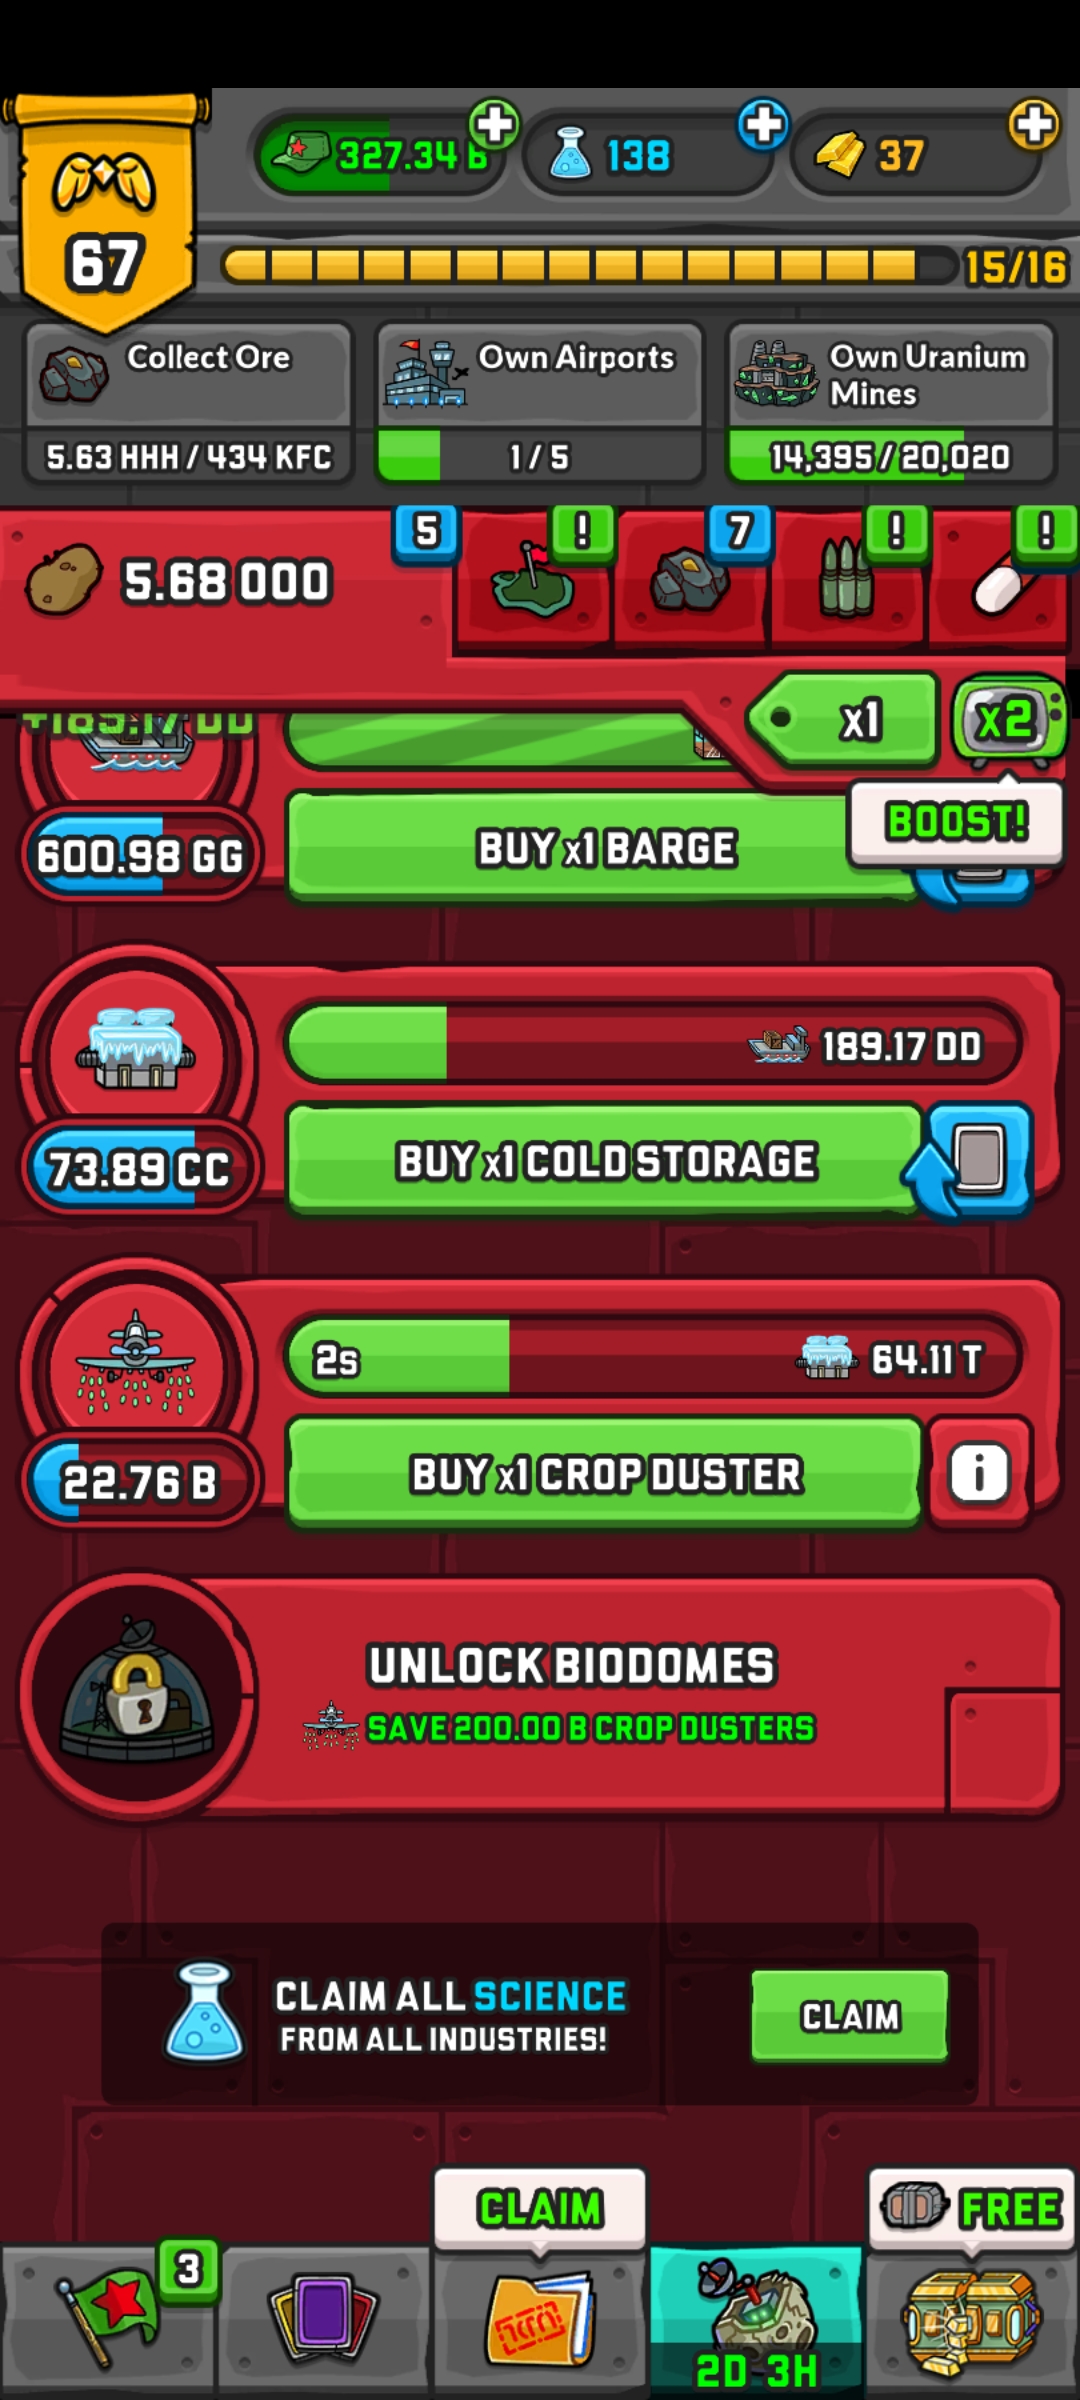 327.34 B
138
37
67
15/16
Collect Ore
5.63 HHH / 434 KFC
Own Airports
1 / 5
Own Uranium
Mines
14,395 / 20,020
5.68 OOO
5
!
7
!
!
x1
x2
BOOST!
+189.17 DD
600.98 GG
BUY x1 BARGE
189.17 DD
73.89 CC
BUY x1 COLD STORAGE
2s
64.11 T
22.76 B
BUY x1 CROP DUSTER
i
UNLOCK BIODOMES
SAVE 200.00 B CROP DUSTERS
CLAIM ALL SCIENCE
FROM ALL INDUSTRIES!
CLAIM
CLAIM
FREE
3
2D 3H